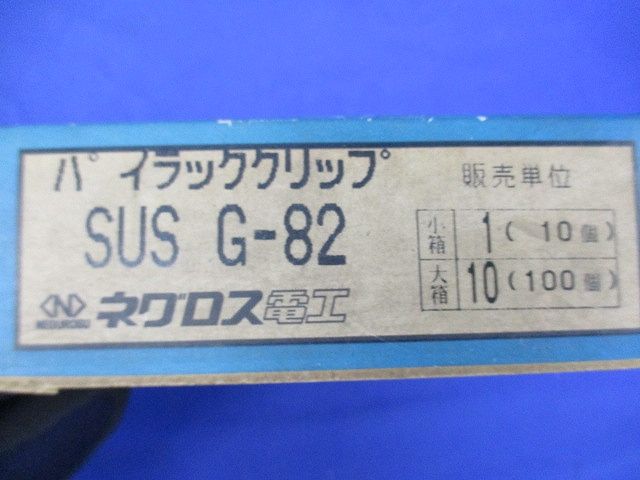 パイラッククリップ
SUS G-82
NEGUROSU
ネグロス電工
販売単位
小箱 1 (10個)
大箱 10 (100個)